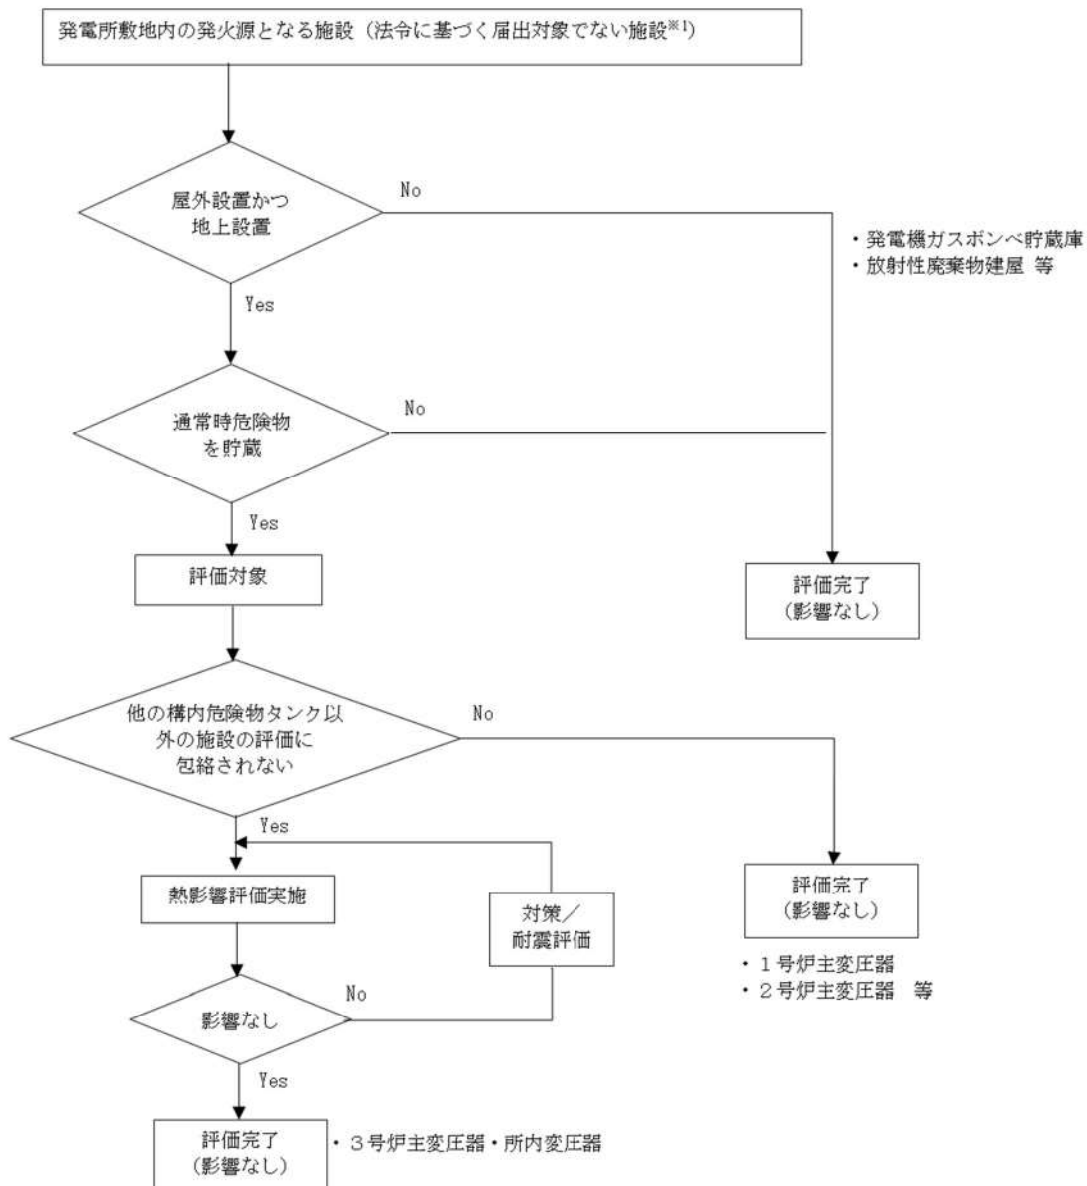 発電所敷地内の発火源となる施設（法令に基づく届出対象でない施設※1）
屋外設置かつ
地上設置
No
・発電機ガスボンベ貯蔵庫
・放射性廃棄物建屋 等
Yes
通常時危険物
を貯蔵
No
Yes
評価対象
評価完了
（影響なし）
他の構内危険物タンク以
外の施設の評価に
包絡されない
No
Yes
熱影響評価実施
対策／
耐震評価
評価完了
（影響なし）
・１号炉主変圧器
・２号炉主変圧器　等
影響なし
No
Yes
評価完了
（影響なし）
・３号炉主変圧器・所内変圧器